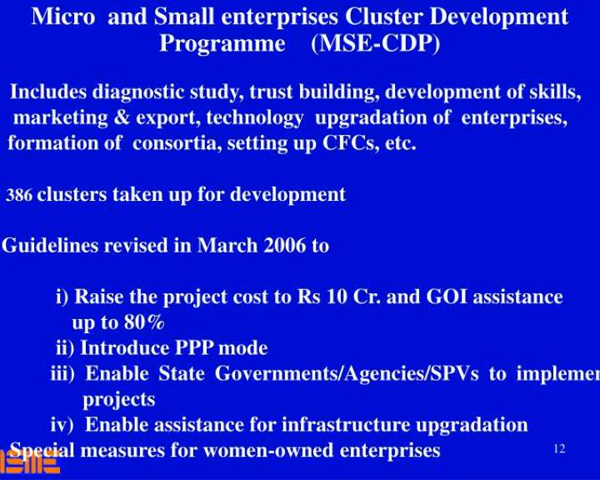 Micro and Small enterprises Cluster Development
Programme (MSE-CDP)
Includes diagnostic study, trust building, development of skills,
marketing & export, technology upgradation of enterprises,
formation of consortia, setting up CFCs, etc.
386 clusters taken up for development
Guidelines revised in March 2006 to
i) Raise the project cost to Rs 10 Cr. and GOI assistance
up to 80%
ii) Introduce PPP mode
iii) Enable State Governments/Agencies/SPVs to implemen
projects
iv) Enable assistance for infrastructure upgradation
Special measures for women-owned enterprises
12